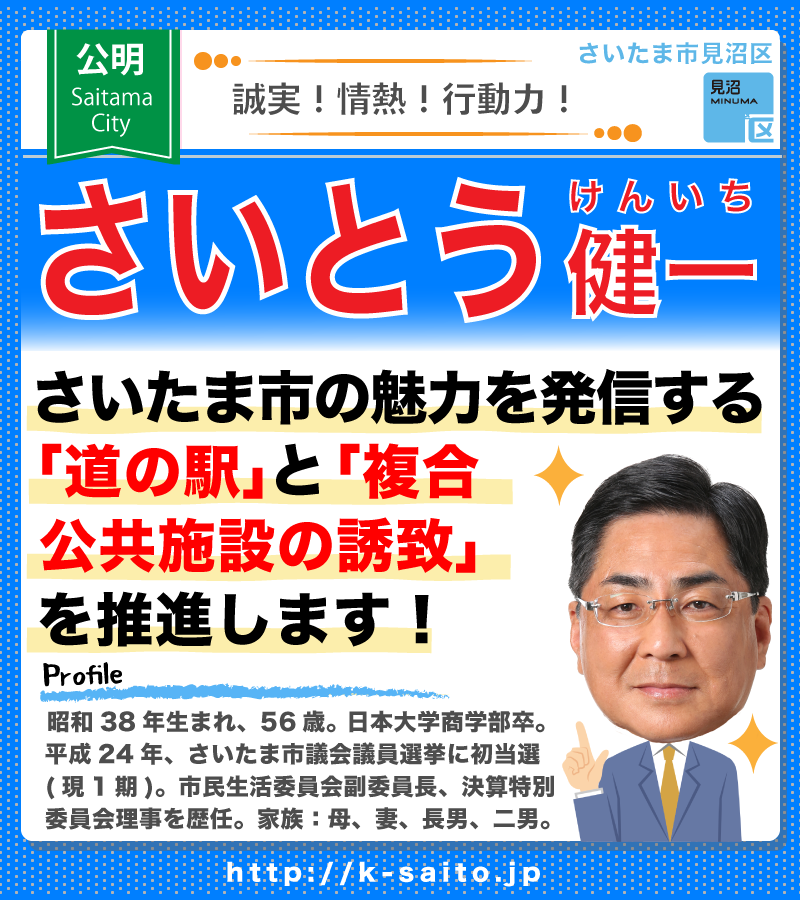 公明
Saitama
City
誠実！情熱！行動力！
さいたま市見沼区
見沼
MINUMA
区
けんいち
さいとう健一
さいたま市の魅力を発信する
「道の駅」と「複合
公共施設の誘致」
を推進します！
Profile
昭和38年生まれ、56歳。日本大学商学部卒。
平成24年、さいたま市議会議員選挙に初当選
(現1期)。市民生活委員会副委員長、決算特別
委員会理事を歴任。家族：母、妻、長男、二男。
http://k-saito.jp